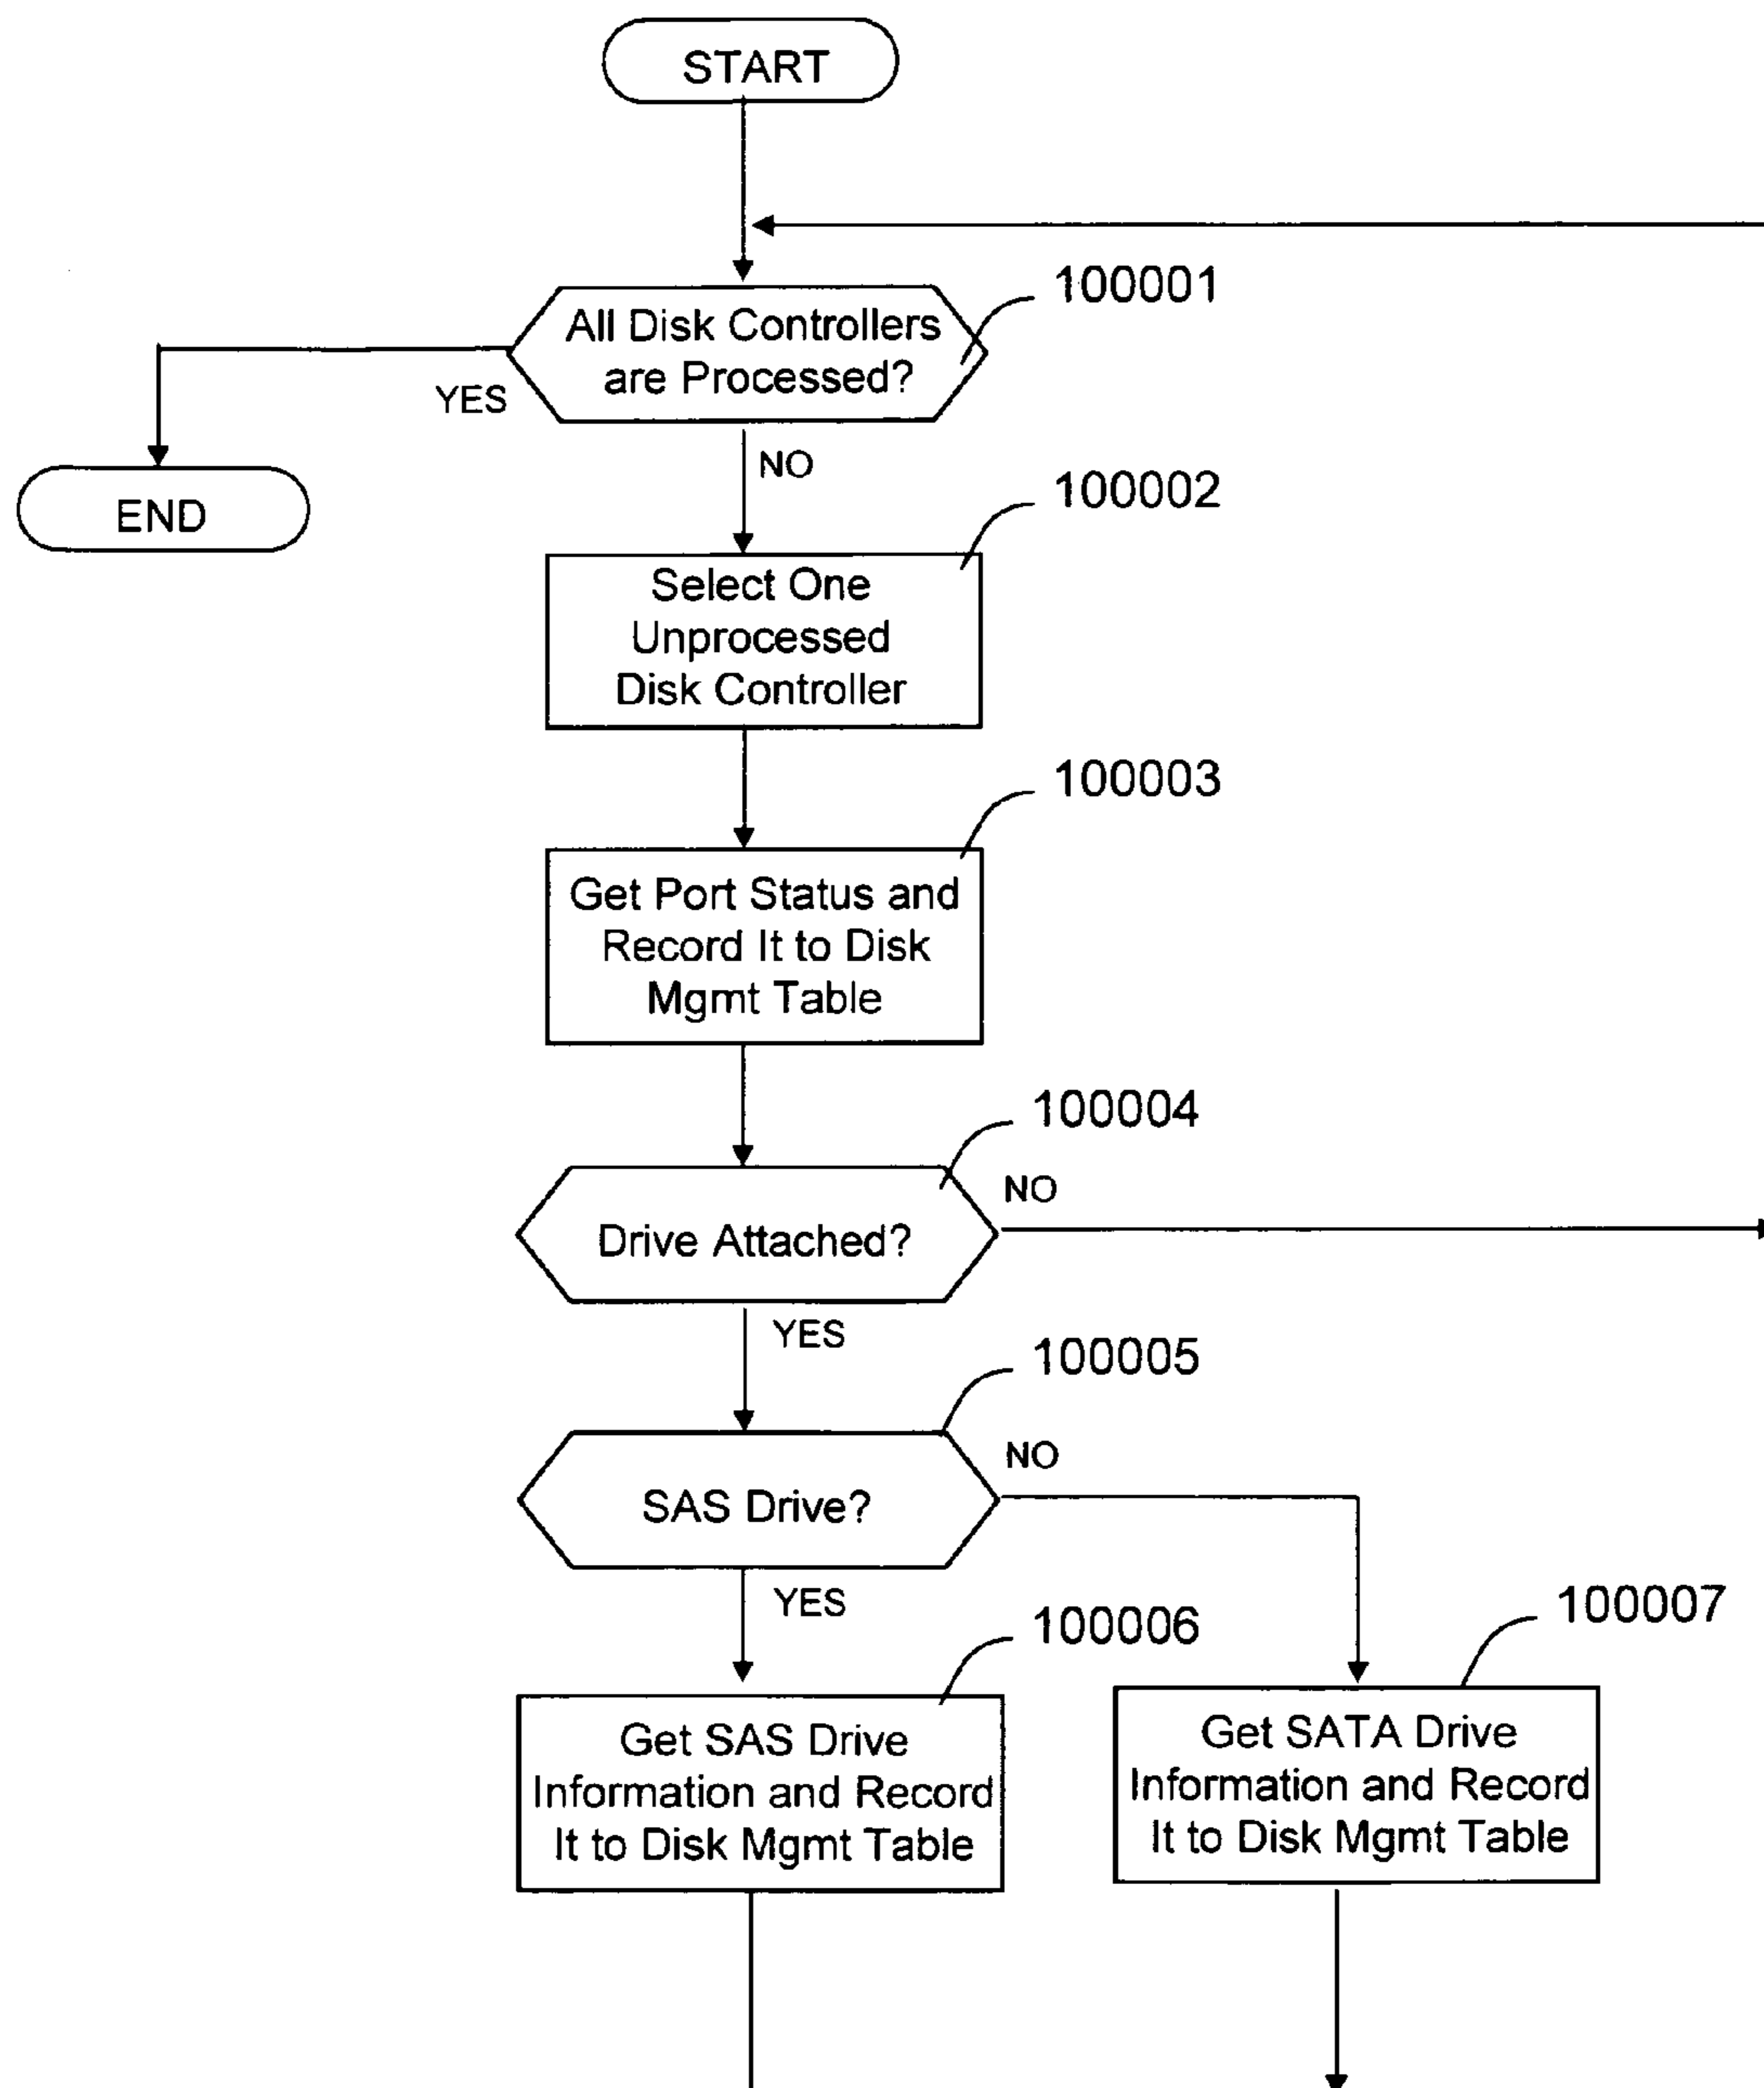 START
100001
All Disk Controllers
are Processed?
YES
NO
END
100002
Select One
Unprocessed
Disk Controller
100003
Get Port Status and
Record It to Disk
Mgmt Table
100004
NO
Drive Attached?
YES
100005
NO
SAS Drive?
YES
100006
100007
Get SAS Drive
Information and Record
It to Disk Mgmt Table
Get SATA Drive
Information and Record
It to Disk Mgmt Table